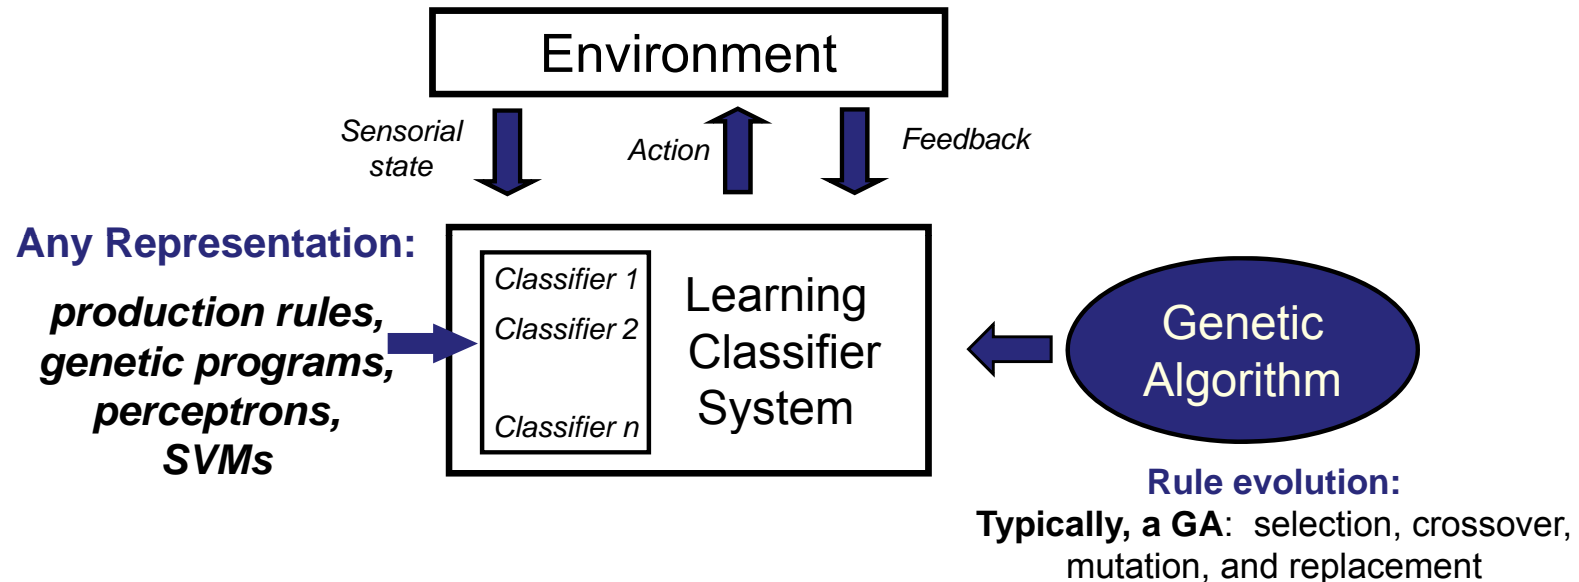 Environment
Sensorial
state
Action
Feedback
Any Representation:
production rules,
genetic programs,
perceptrons,
SVMs
Classifier 1
Classifier 2
Classifier n
Learning
Classifier
System
Genetic
Algorithm
Rule evolution:
Typically, a GA: selection, crossover,
mutation, and replacement